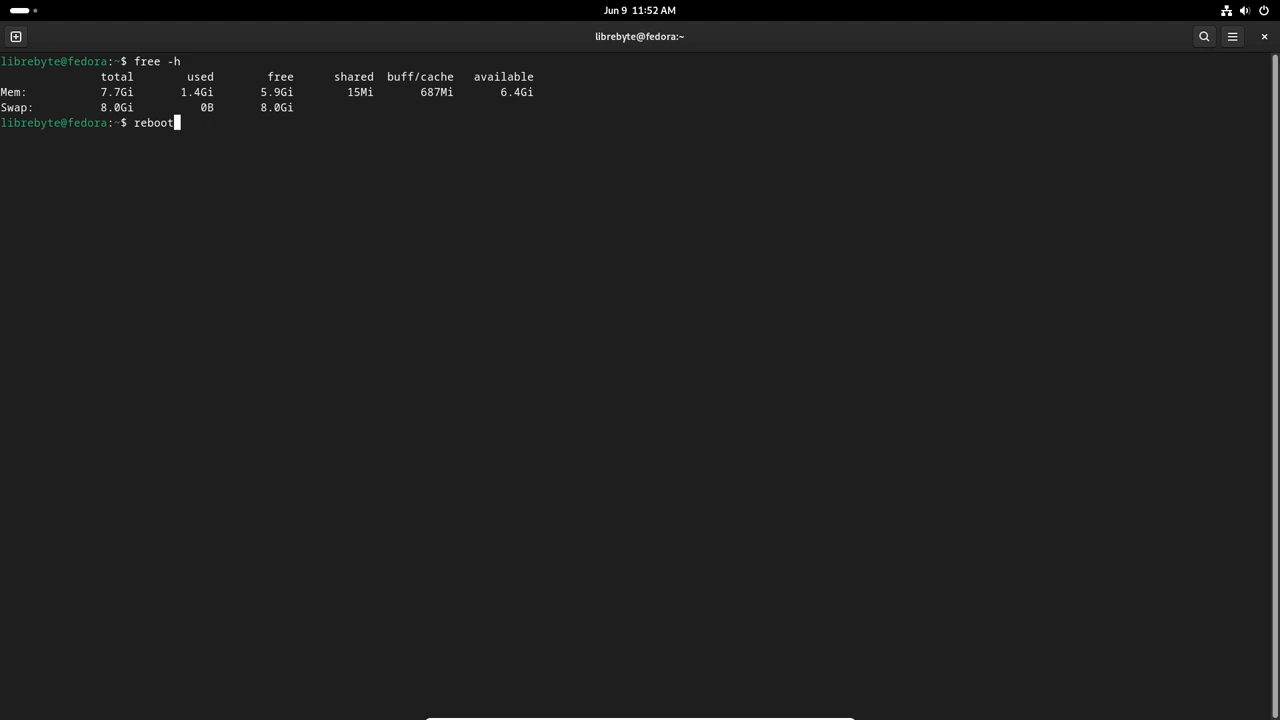 Jun 9 11:52 AM
librebyte@fedora:~
librebyte@fedora:~$ free -h
total used free shared buff/cache available
Mem: 7.7Gi 1.4Gi 5.9Gi 15Mi 687Mi 6.4Gi
Swap: 8.0Gi 0B 8.0Gi
librebyte@fedora:~$ reboot